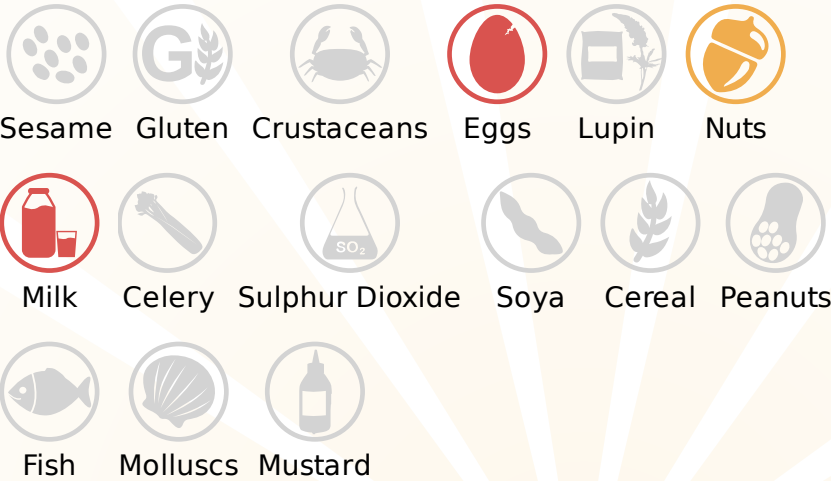 G
Sesame Gluten Crustaceans Eggs Lupin Nuts
SO₂
Milk Celery Sulphur Dioxide Soya Cereal Peanuts
Fish Molluscs Mustard